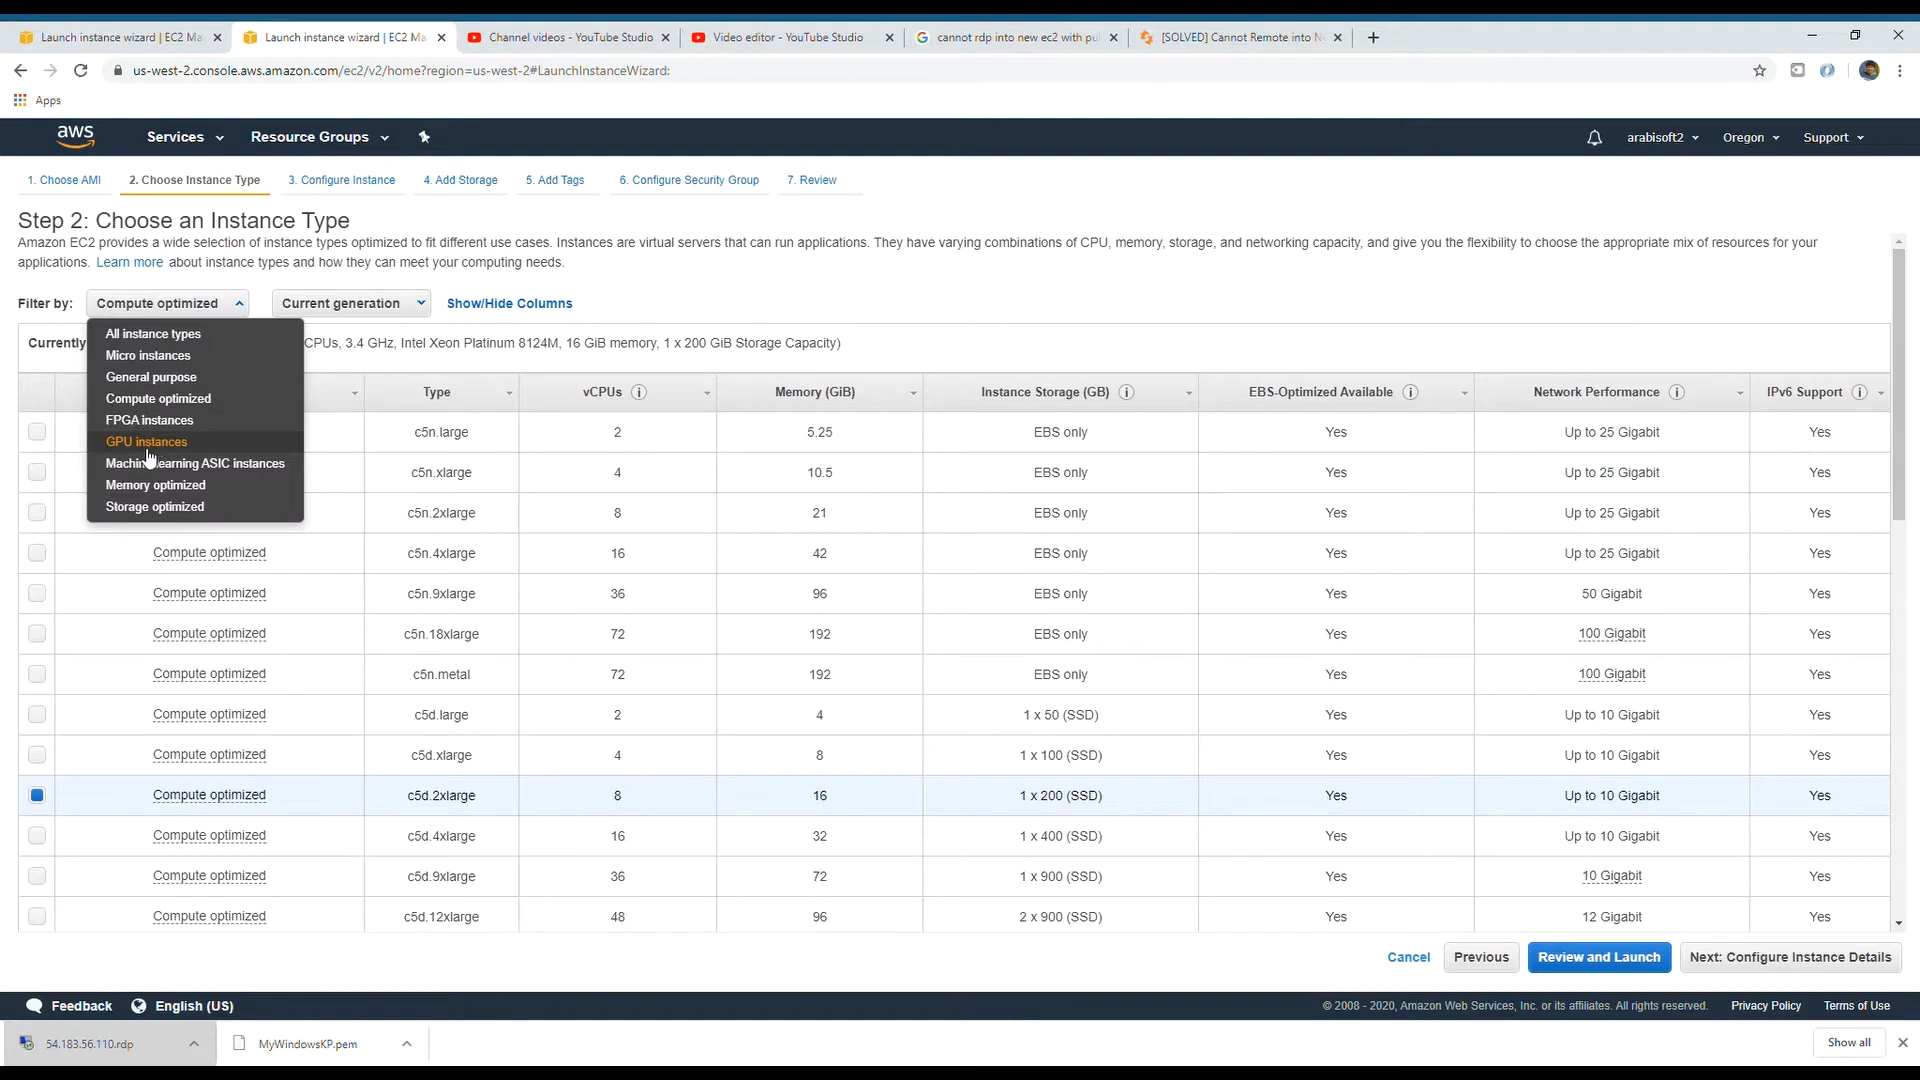 Launch instance wizard | EC2 Ma
Launch instance wizard | EC2 Ma
Channel videos - YouTube Studio
Video editor - YouTube Studio
cannot rdp into new ec2 with pu
[SOLVED] Cannot Remote into N
us-west-2.console.aws.amazon.com/ec2/v2/home?region=us-west-2#LaunchInstanceWizard:
Apps
aws
Services
Resource Groups
arabisoft2
Oregon
Support
1. Choose AMI
2. Choose Instance Type
3. Configure Instance
4. Add Storage
5. Add Tags
6. Configure Security Group
7. Review
Step 2: Choose an Instance Type
Amazon EC2 provides a wide selection of instance types optimized to fit different use cases. Instances are virtual servers that can run applications. They have varying combinations of CPU, memory, storage, and networking capacity, and give you the flexibility to choose the appropriate mix of resources for your
applications. Learn more about instance types and how they can meet your computing needs.
Filter by: Compute optimized Current generation Show/Hide Columns
All instance types
Micro instances
General purpose
Compute optimized
FPGA instances
GPU instances
Machine Learning ASIC instances
Memory optimized
Storage optimized
Currently CPUs, 3.4 GHz, Intel Xeon Platinum 8124M, 16 GiB memory, 1 x 200 GiB Storage Capacity)
Type vCPUs Memory (GiB) Instance Storage (GB) EBS-Optimized Available Network Performance IPv6 Support
c5n.large 2 5.25 EBS only Yes Up to 25 Gigabit Yes
c5n.xlarge 4 10.5 EBS only Yes Up to 25 Gigabit Yes
c5n.2xlarge 8 21 EBS only Yes Up to 25 Gigabit Yes
Compute optimized c5n.4xlarge 16 42 EBS only Yes Up to 25 Gigabit Yes
Compute optimized c5n.9xlarge 36 96 EBS only Yes 50 Gigabit Yes
Compute optimized c5n.18xlarge 72 192 EBS only Yes 100 Gigabit Yes
Compute optimized c5n.metal 72 192 EBS only Yes 100 Gigabit Yes
Compute optimized c5d.large 2 4 1 x 50 (SSD) Yes Up to 10 Gigabit Yes
Compute optimized c5d.xlarge 4 8 1 x 100 (SSD) Yes Up to 10 Gigabit Yes
Compute optimized c5d.2xlarge 8 16 1 x 200 (SSD) Yes Up to 10 Gigabit Yes
Compute optimized c5d.4xlarge 16 32 1 x 400 (SSD) Yes Up to 10 Gigabit Yes
Compute optimized c5d.9xlarge 36 72 1 x 900 (SSD) Yes 10 Gigabit Yes
Compute optimized c5d.12xlarge 48 96 2 x 900 (SSD) Yes 12 Gigabit Yes
Cancel Previous Review and Launch Next: Configure Instance Details
Feedback English (US) © 2008 - 2020, Amazon Web Services, Inc. or its affiliates. All rights reserved. Privacy Policy Terms of Use
54.183.56.110.rdp MyWindowsKP.pem Show all